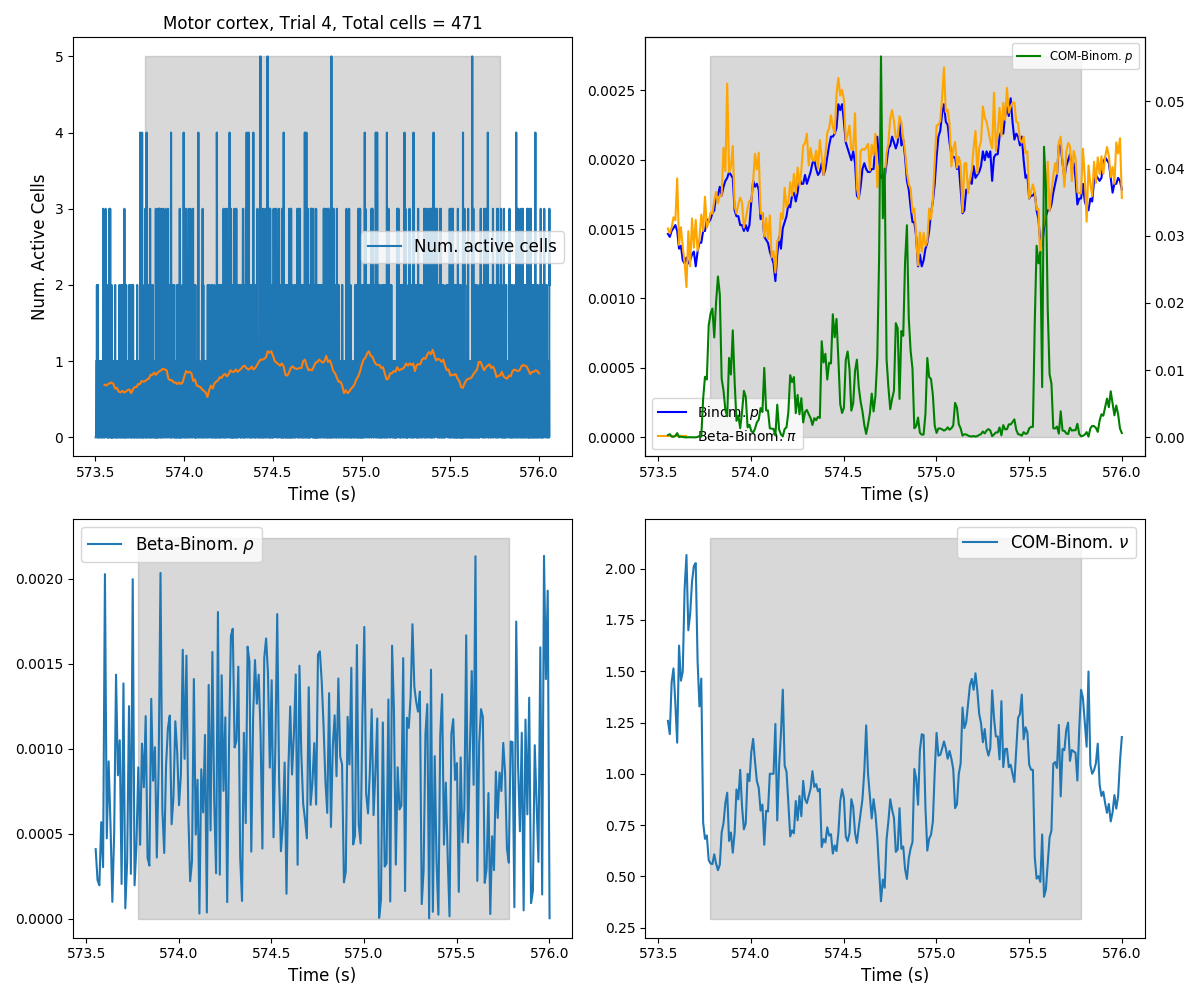 Motor cortex, Trial 4, Total cells = 471
5
4
3
2
1
0
Num. Active Cells
Num. active cells
573.5 574.0 574.5 575.0 575.5 576.0
Time (s)
COM-Binom. p
0.0025
0.0020
0.0015
0.0010
0.0005
0.0000
0.05
0.04
0.03
0.02
0.01
0.00
Binom. p
Beta-Binom. π
573.5 574.0 574.5 575.0 575.5 576.0
Time (s)
Beta-Binom. ρ
0.0020
0.0015
0.0010
0.0005
0.0000
573.5 574.0 574.5 575.0 575.5 576.0
Time (s)
COM-Binom. ν
2.00
1.75
1.50
1.25
1.00
0.75
0.50
0.25
573.5 574.0 574.5 575.0 575.5 576.0
Time (s)